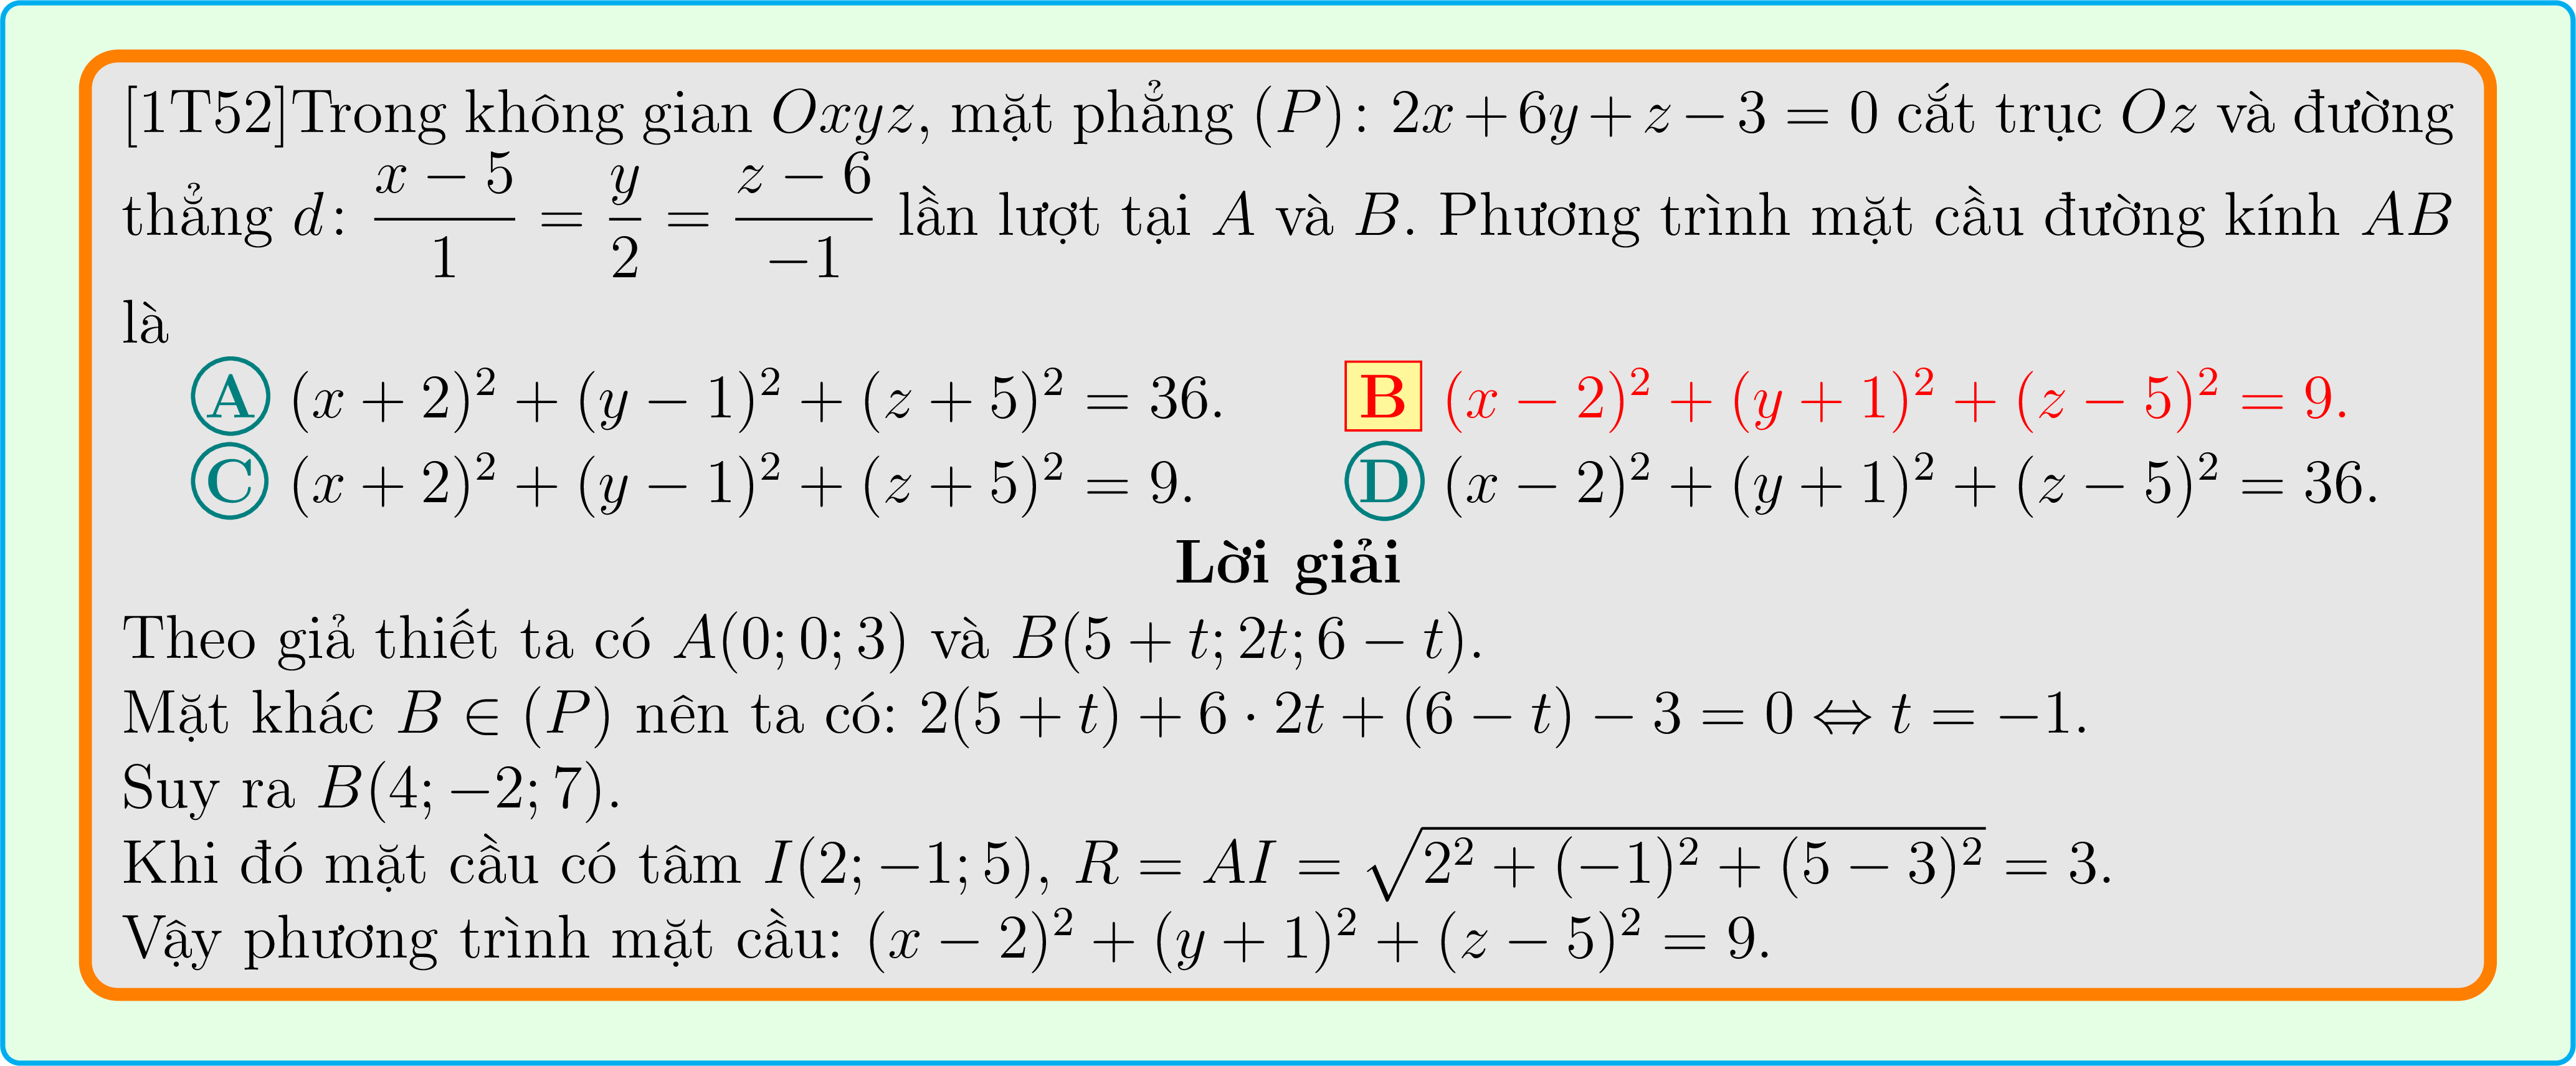 [1T52]Trong không gian Oxyz, mặt phẳng (P): 2x + 6y + z − 3 = 0 cắt trục Oz và đường
thẳng d: \frac{x − 5}{1} = \frac{y}{2} = \frac{z − 6}{−1} lần lượt tại A và B. Phương trình mặt cầu đường kính AB
là
A (x + 2)² + (y − 1)² + (z + 5)² = 36. B (x − 2)² + (y + 1)² + (z − 5)² = 9.
C (x + 2)² + (y − 1)² + (z + 5)² = 9. D (x − 2)² + (y + 1)² + (z − 5)² = 36.
Lời giải
Theo giả thiết ta có A(0; 0; 3) và B(5 + t; 2t; 6 − t).
Mặt khác B ∈ (P) nên ta có: 2(5 + t) + 6 · 2t + (6 − t) − 3 = 0 ⇔ t = −1.
Suy ra B(4; −2; 7).
Khi đó mặt cầu có tâm I(2; −1; 5), R = AI = √(2² + (−1)² + (5 − 3)²) = 3.
Vậy phương trình mặt cầu: (x − 2)² + (y + 1)² + (z − 5)² = 9.